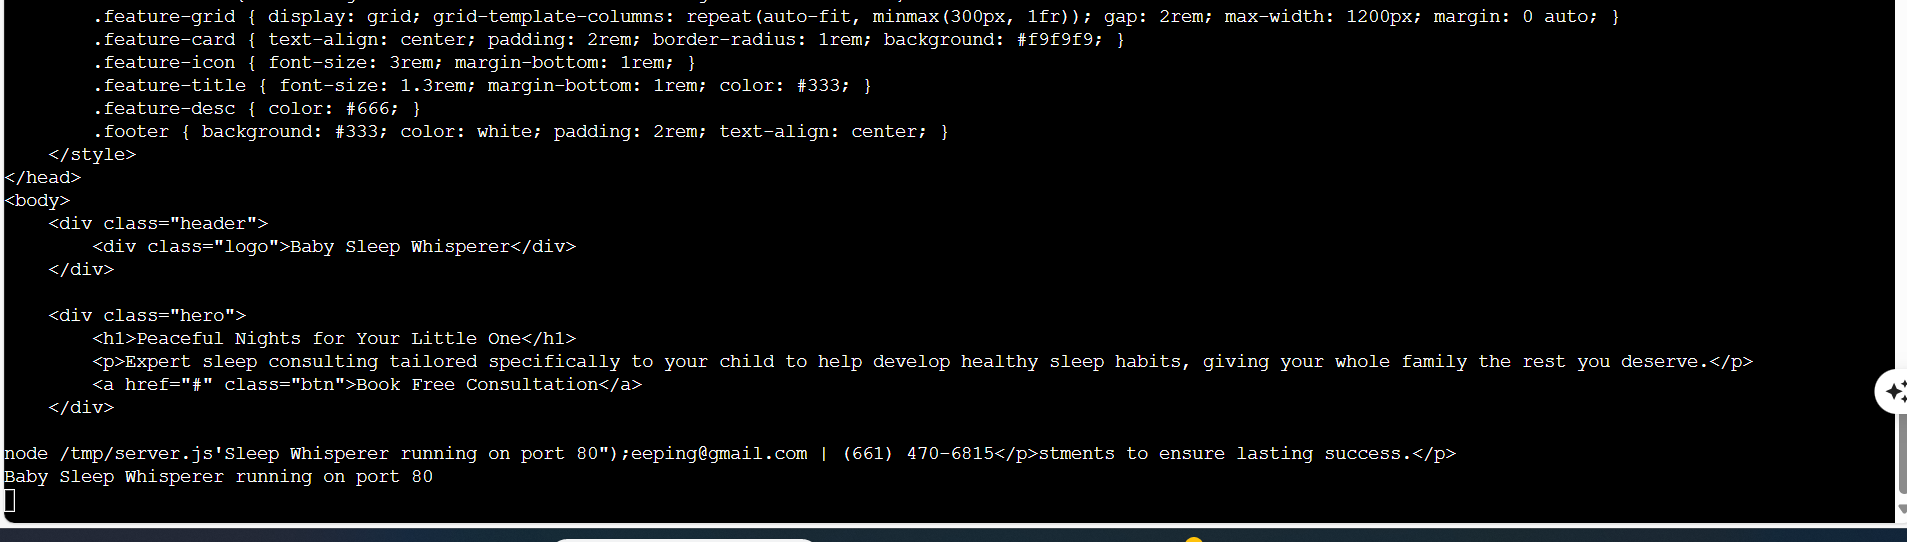 .feature-grid { display: grid; grid-template-columns: repeat(auto-fit, minmax(300px, 1fr)); gap: 2rem; max-width: 1200px; margin: 0 auto; }
.feature-card { text-align: center; padding: 2rem; border-radius: 1rem; background: #f9f9f9; }
.feature-icon { font-size: 3rem; margin-bottom: 1rem; }
.feature-title { font-size: 1.3rem; margin-bottom: 1rem; color: #333; }
.feature-desc { color: #666; }
.footer { background: #333; color: white; padding: 2rem; text-align: center; }
</style>
</head>
<body>
<div class="header">
<div class="logo">Baby Sleep Whisperer</div>
</div>
<div class="hero">
<h1>Peaceful Nights for Your Little One</h1>
<p>Expert sleep consulting tailored specifically to your child to help develop healthy sleep habits, giving your whole family the rest you deserve.</p>
<a href="#" class="btn">Book Free Consultation</a>
</div>
node /tmp/server.js'Sleep Whisperer running on port 80");eeping@gmail.com | (661) 470-6815</p>stments to ensure lasting success.</p>
Baby Sleep Whisperer running on port 80